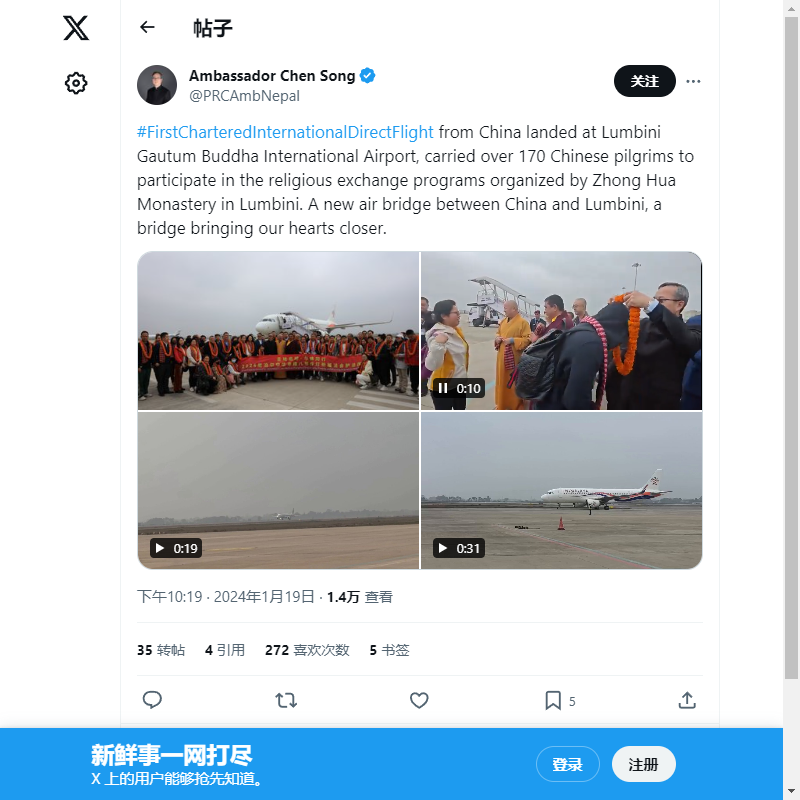 帖子
Ambassador Chen Song
@PRCAmbNepal
关注
#FirstCharteredInternationalDirectFlight from China landed at Lumbini
Gautum Buddha International Airport, carried over 170 Chinese pilgrims to
participate in the religious exchange programs organized by Zhong Hua
Monastery in Lumbini. A new air bridge between China and Lumbini, a
bridge bringing our hearts closer.
0:10
0:19
0:31
下午10:19 · 2024年1月19日 · 1.4万 查看
35 转帖 4 引用 272 喜欢次数 5 书签
5
新鲜事一网打尽
X 上的用户能够抢先知道。
登录
注册